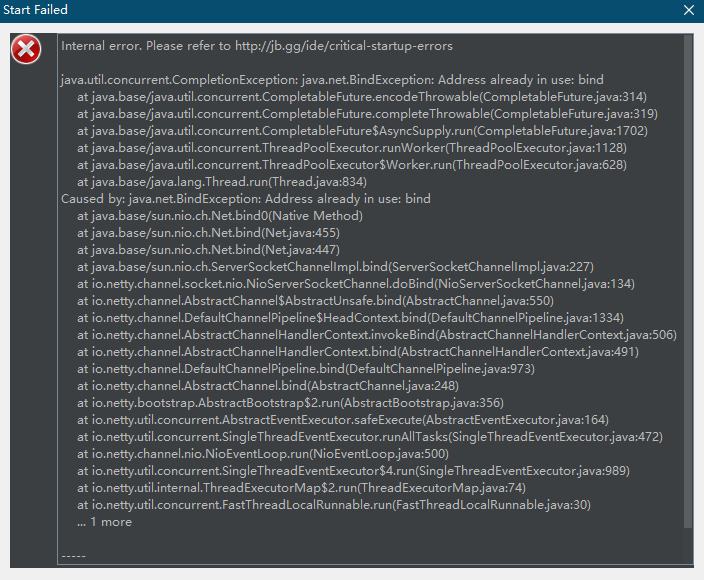 Start Failed
Internal error. Please refer to http://jb.gg/ide/critical-startup-errors
java.util.concurrent.CompletionException: java.net.BindException: Address already in use: bind
at java.base/java.util.concurrent.CompletableFuture.encodeThrowable(CompletableFuture.java:314)
at java.base/java.util.concurrent.CompletableFuture.completeThrowable(CompletableFuture.java:319)
at java.base/java.util.concurrent.CompletableFuture$AsyncSupply.run(CompletableFuture.java:1702)
at java.base/java.util.concurrent.ThreadPoolExecutor.runWorker(ThreadPoolExecutor.java:1128)
at java.base/java.util.concurrent.ThreadPoolExecutor$Worker.run(ThreadPoolExecutor.java:628)
at java.base/java.lang.Thread.run(Thread.java:834)
Caused by: java.net.BindException: Address already in use: bind
at java.base/sun.nio.ch.Net.bind0(Native Method)
at java.base/sun.nio.ch.Net.bind(Net.java:455)
at java.base/sun.nio.ch.Net.bind(Net.java:447)
at java.base/sun.nio.ch.ServerSocketChannelImpl.bind(ServerSocketChannelImpl.java:227)
at io.netty.channel.socket.nio.NioServerSocketChannel.doBind(NioServerSocketChannel.java:134)
at io.netty.channel.AbstractChannel$AbstractUnsafe.bind(AbstractChannel.java:550)
at io.netty.channel.DefaultChannelPipeline$HeadContext.bind(DefaultChannelPipeline.java:1334)
at io.netty.channel.AbstractChannelHandlerContext.invokeBind(AbstractChannelHandlerContext.java:506)
at io.netty.channel.AbstractChannelHandlerContext.bind(AbstractChannelHandlerContext.java:491)
at io.netty.channel.DefaultChannelPipeline.bind(DefaultChannelPipeline.java:973)
at io.netty.channel.AbstractChannel.bind(AbstractChannel.java:248)
at io.netty.bootstrap.AbstractBootstrap$2.run(AbstractBootstrap.java:356)
at io.netty.util.concurrent.AbstractEventExecutor.safeExecute(AbstractEventExecutor.java:164)
at io.netty.util.concurrent.SingleThreadEventExecutor.runAllTasks(SingleThreadEventExecutor.java:472)
at io.netty.channel.nio.NioEventLoop.run(NioEventLoop.java:500)
at io.netty.util.concurrent.SingleThreadEventExecutor$4.run(SingleThreadEventExecutor.java:989)
at io.netty.util.internal.ThreadExecutorMap$2.run(ThreadExecutorMap.java:74)
at io.netty.util.concurrent.FastThreadLocalRunnable.run(FastThreadLocalRunnable.java:30)
... 1 more
-----